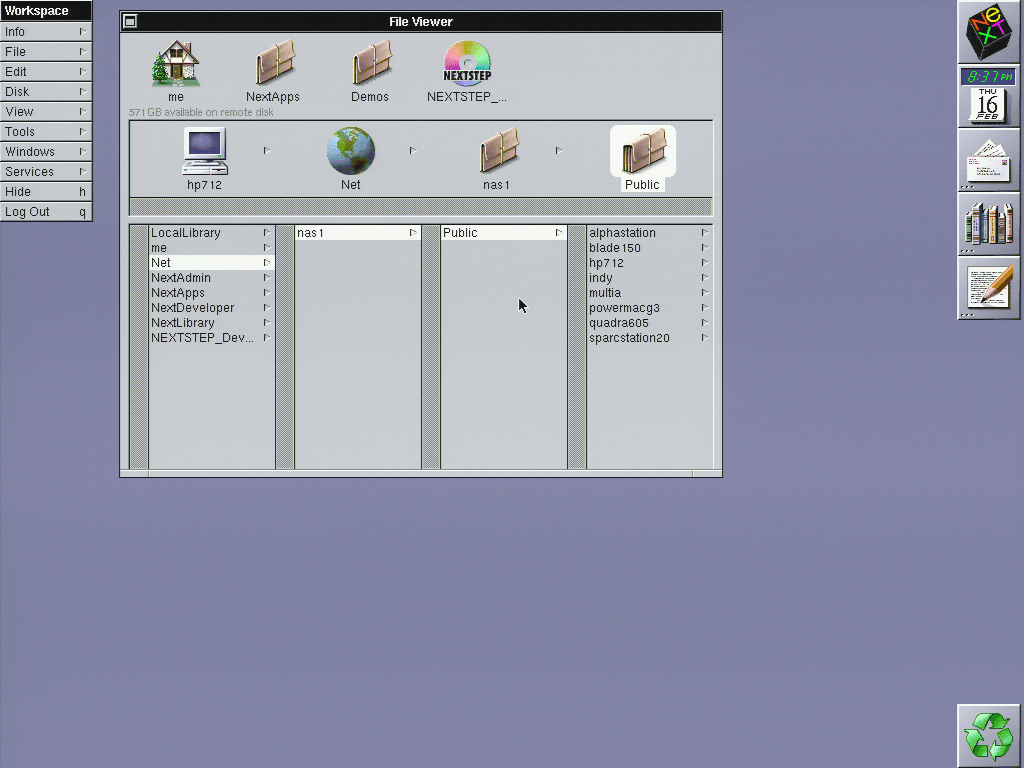 Workspace
Info
File
Edit
Disk
View
Tools
Windows
Services
Hide h
Log Out q
File Viewer
me NextApps Demos NEXTSTEP_...
NEXTSTEP
571GB available on remote disk
hp712 Net nas1 Public
LocalLibrary nas1 Public alphastation
me blade150
Net hp712
NextAdmin indy
NextApps multia
NextDeveloper powermacg3
NextLibrary quadra605
NEXTSTEP_Dev... sparcstation20
NeXT
8:37 PM
THU
16
FEB